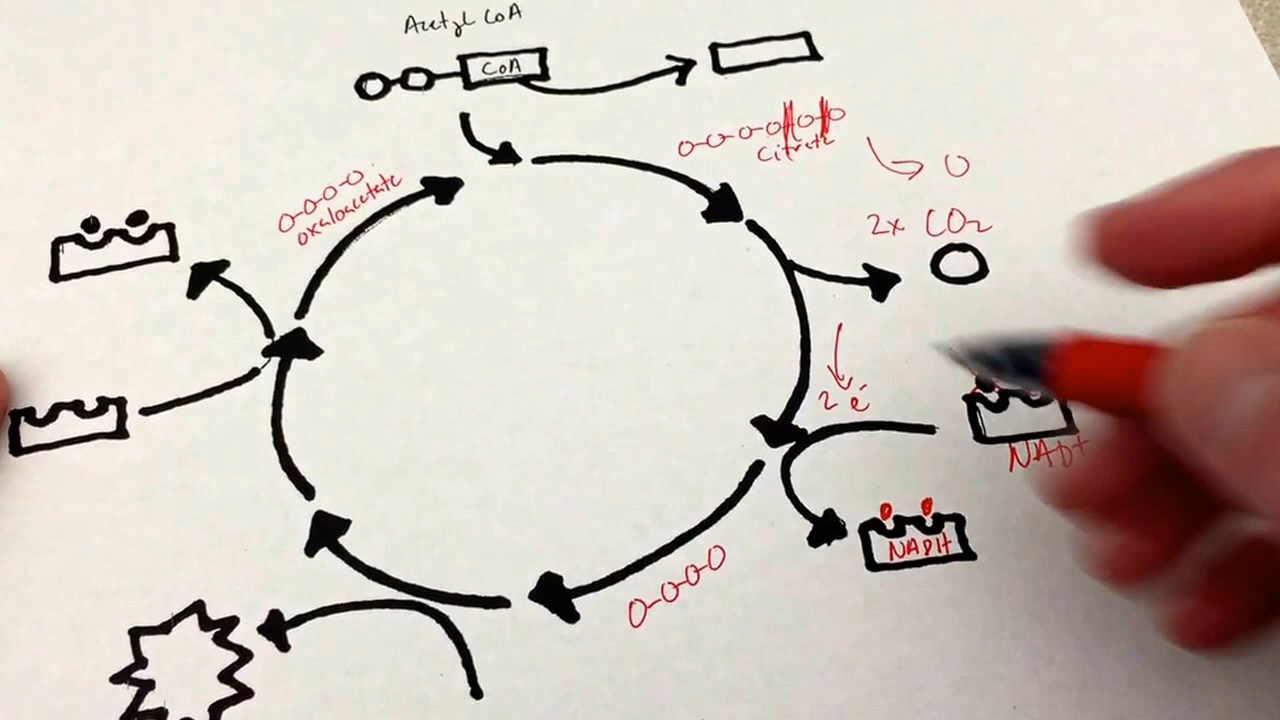 Acetyl CoA
CoA
citrate
oxaloacetate
2x CO2
2 e-
NAD+
NADH